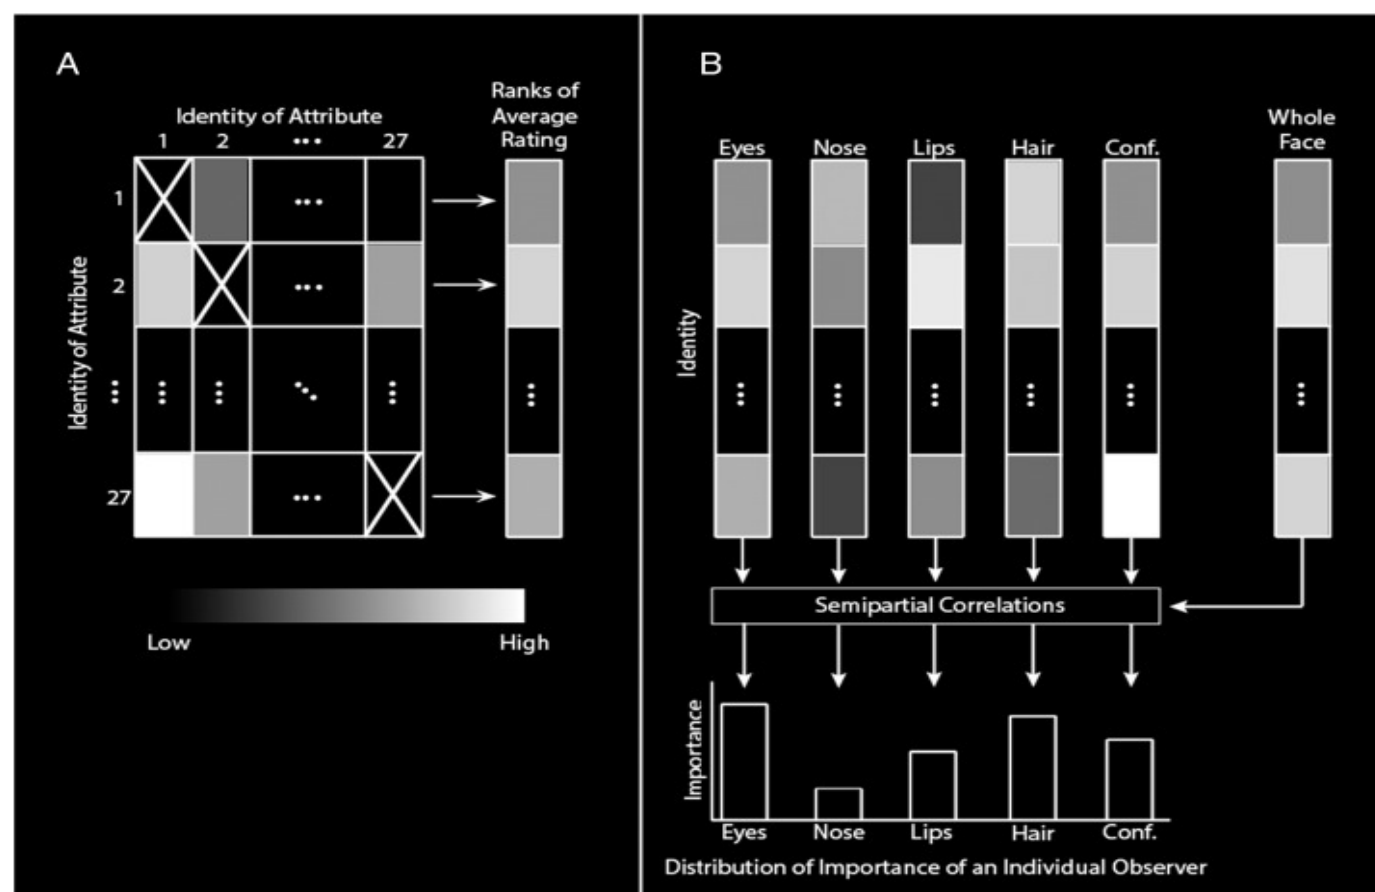 A
Identity of Attribute
1 2 ••• 27
Ranks of
Average
Rating
Identity of Attribute
1
•••
2
•••
•••
27
•••
Low
High
B
Eyes Nose Lips Hair Conf.
Whole
Face
Identity
Semipartial Correlations
Importance
Eyes Nose Lips Hair Conf.
Distribution of Importance of an Individual Observer